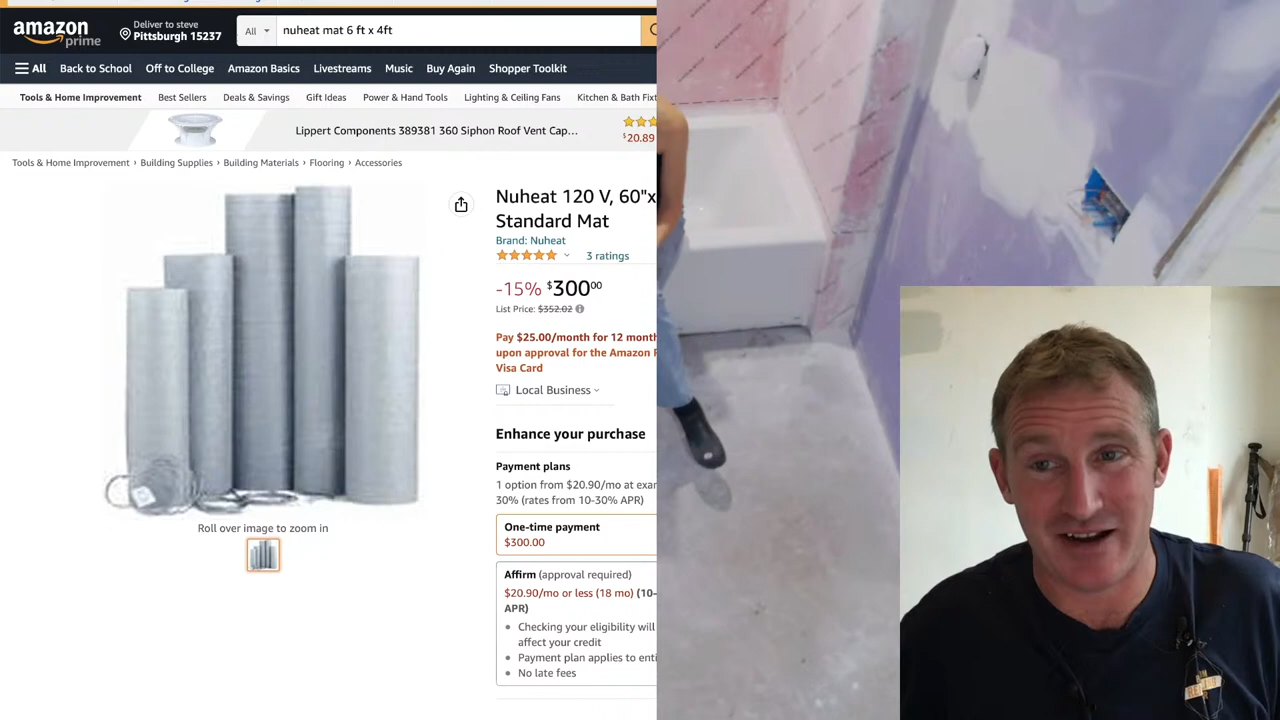 amazon
prime
Deliver to steve
Pittsburgh 15237
All
nuheat mat 6 ft x 4ft
All
Back to School
Off to College
Amazon Basics
Livestreams
Music
Buy Again
Shopper Toolkit
Tools & Home Improvement
Best Sellers
Deals & Savings
Gift Ideas
Power & Hand Tools
Lighting & Ceiling Fans
Kitchen & Bath Fixt
Lippert Components 389381 360 Siphon Roof Vent Cap...
$20.89
Tools & Home Improvement › Building Supplies › Building Materials › Flooring › Accessories
Nuheat 120 V, 60"x
Standard Mat
Brand: Nuheat
3 ratings
-15% $30000
List Price: $352.02
Pay $25.00/month for 12 month
upon approval for the Amazon
Visa Card
Local Business
Enhance your purchase
Payment plans
1 option from $20.90/mo at exam
30% (rates from 10-30% APR)
One-time payment
$300.00
Affirm (approval required)
$20.90/mo or less (18 mo) (10-
APR)
Checking your eligibility will
affect your credit
Payment plan applies to enti
No late fees
Roll over image to zoom in